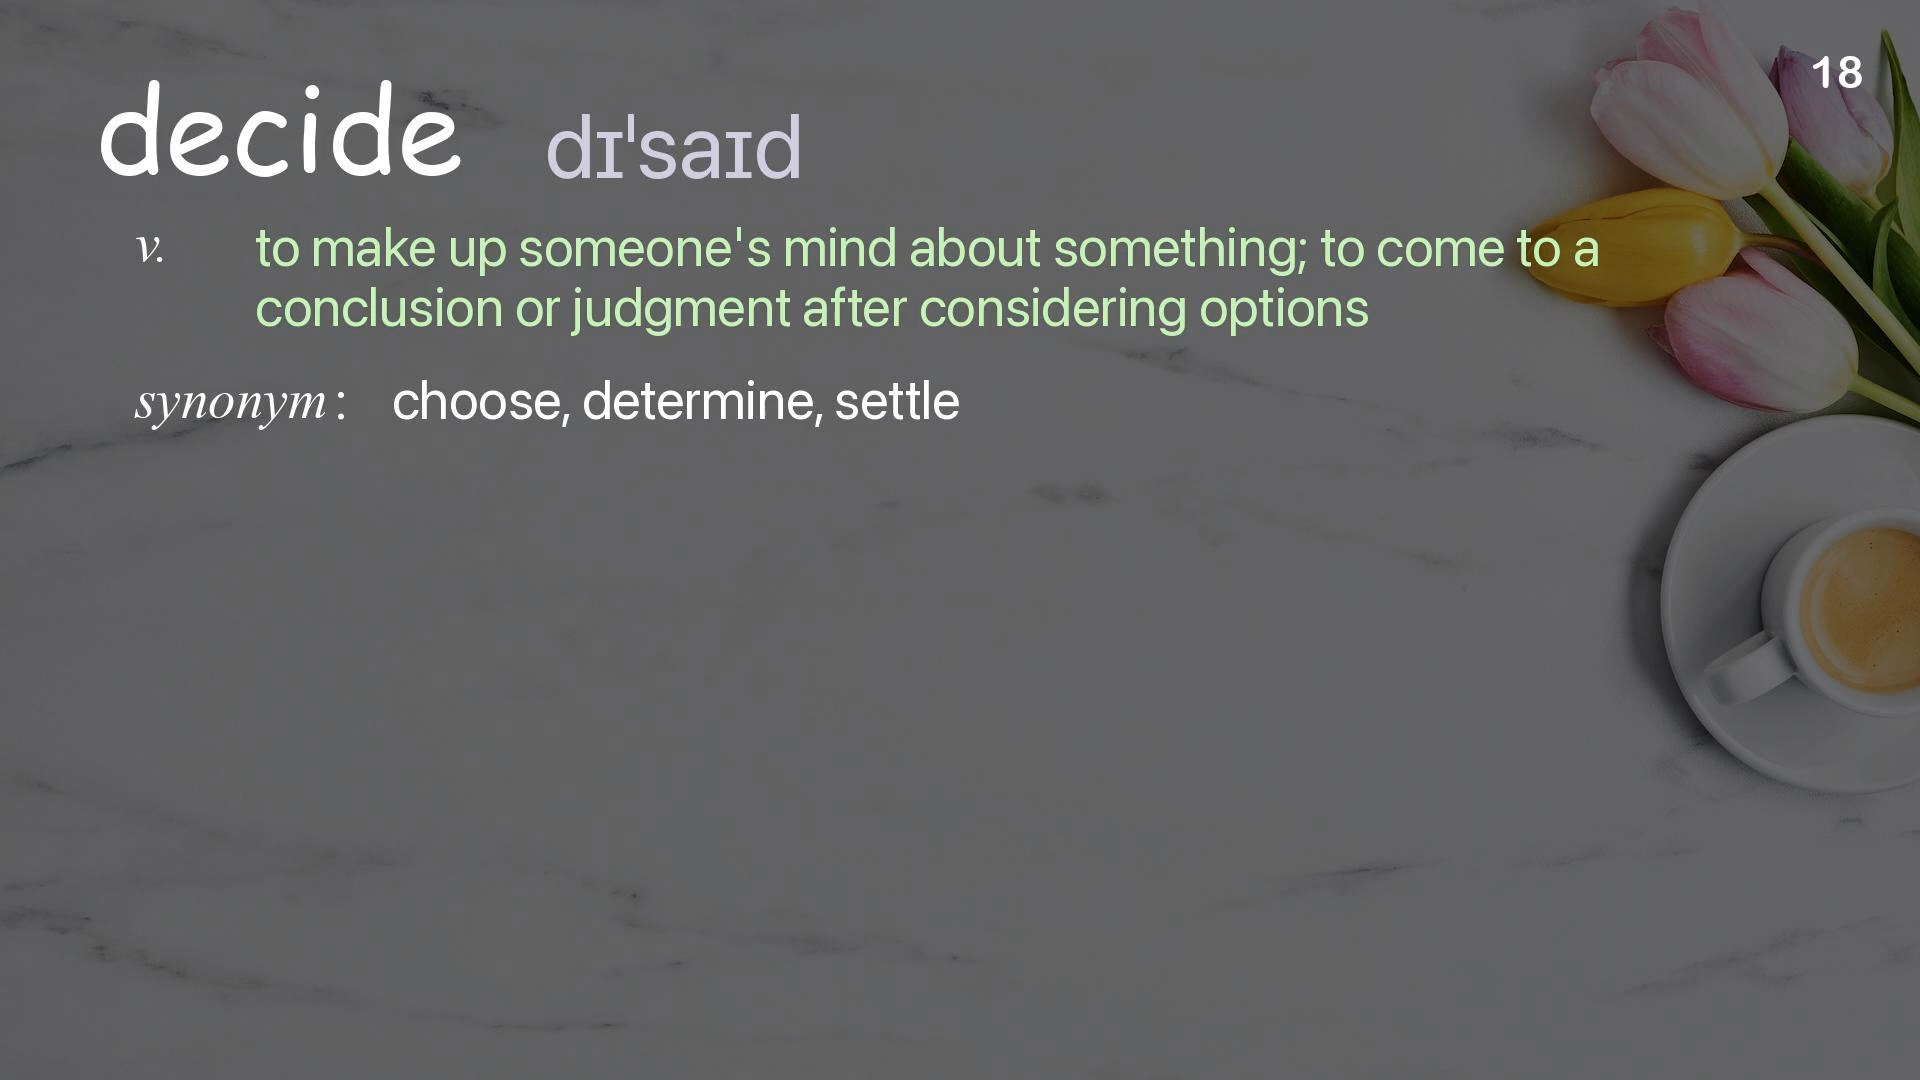 18
decide dɪˈsaɪd
v. to make up someone's mind about something; to come to a
conclusion or judgment after considering options
synonym: choose, determine, settle